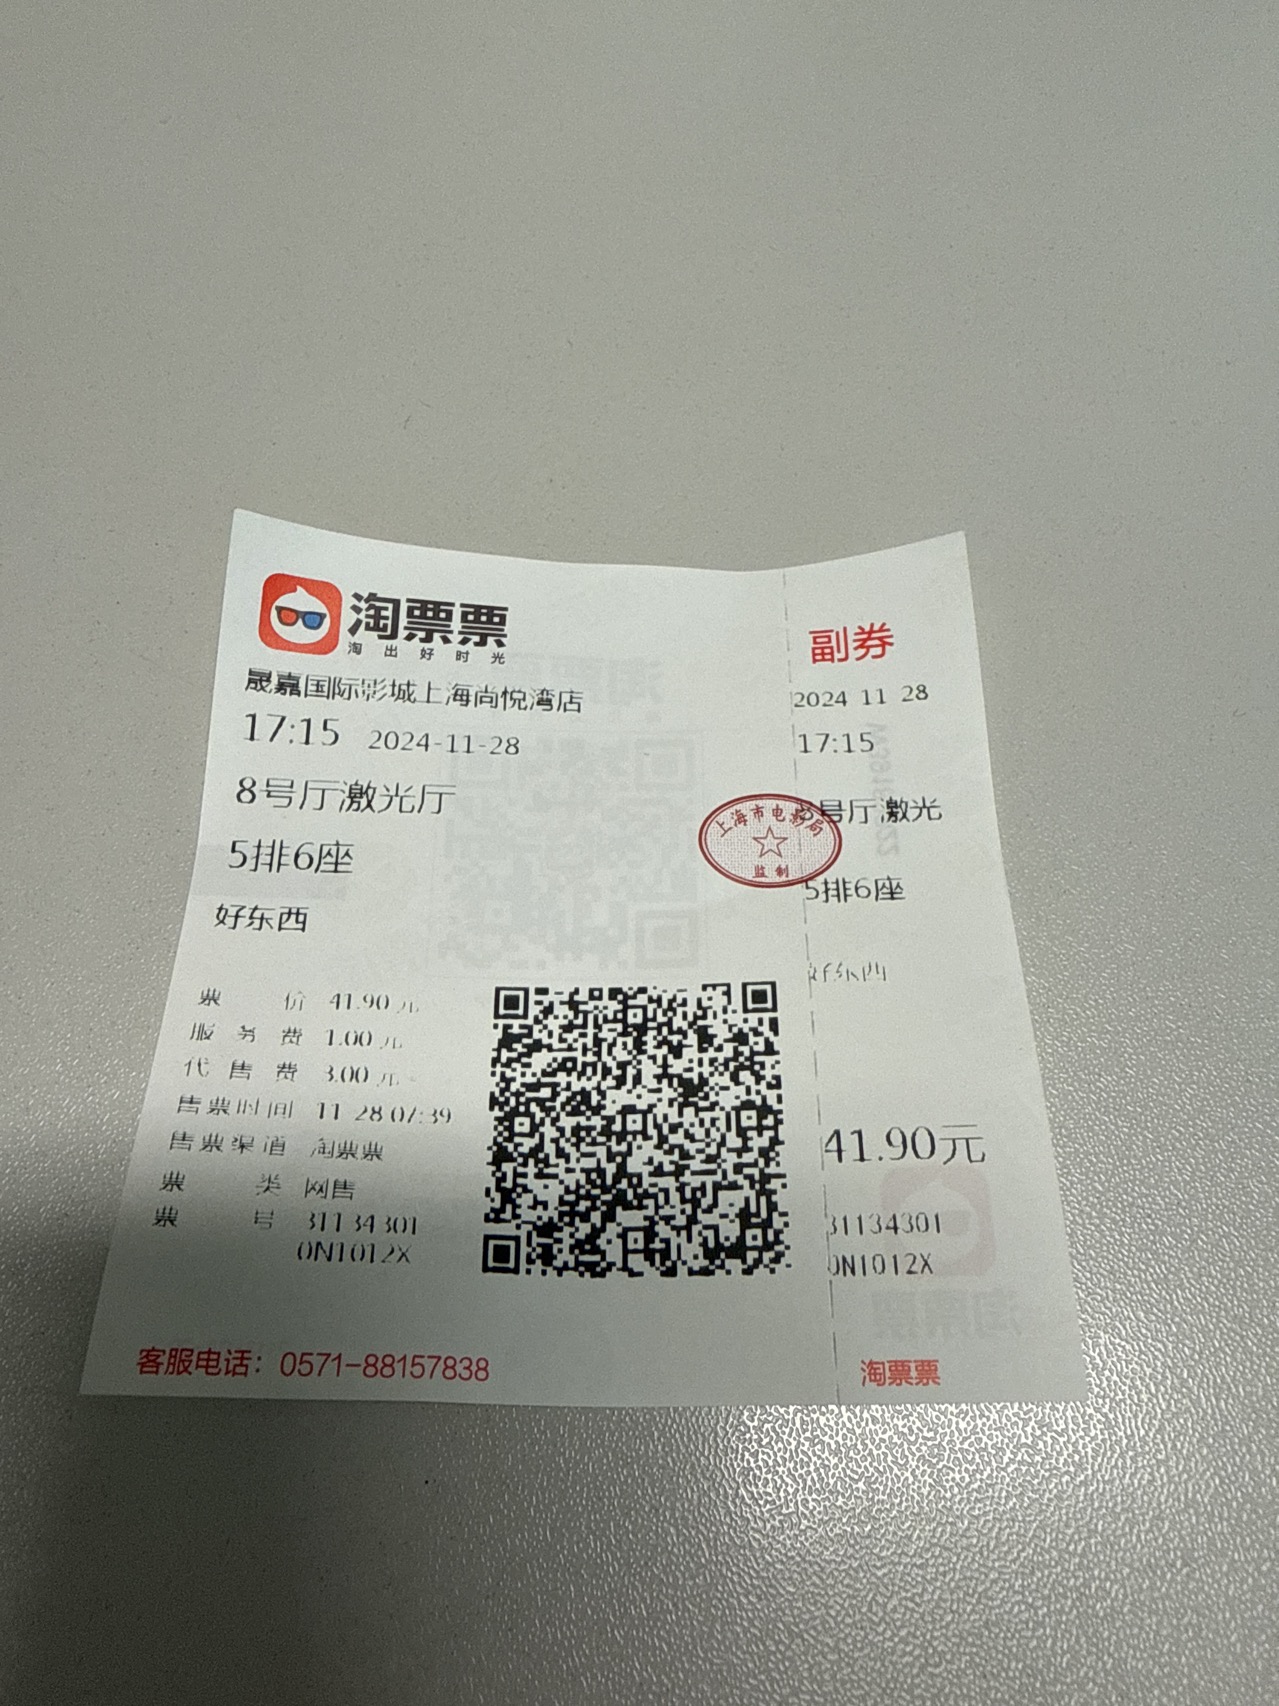 淘票票
淘出好时光
晟嘉国际影城上海尚悦湾店
17:15 2024-11-28
8号厅激光厅
5排6座
好东西
票价 41.90元
服务费 1.00元
代售费 3.00元
售票时间 11 28 07:39
售票渠道 淘票票
票类 网售
票号 31134301
0N1012X
客服电话：0571-88157838
副券
2024 11 28
17:15
8号厅激光
上海市电影局
监制
5排6座
好东西
41.90元
31134301
0N1012X
淘票票